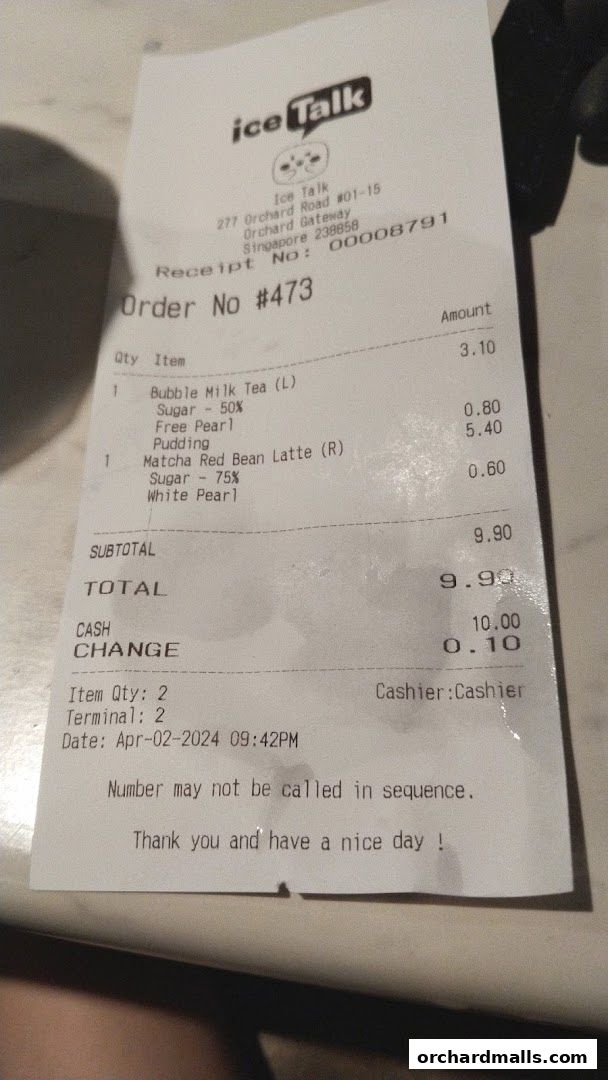 ice Talk
Ice Talk
277 Orchard Road #01-15
Orchard Gateway
Singapore 238858
Receipt No: 00008791
Order No #473
Qty Item Amount
1 Bubble Milk Tea (L) 3.10
Sugar - 50%
Free Pearl
Pudding 0.80
1 Matcha Red Bean Latte (R) 5.40
Sugar - 75%
White Pearl 0.60
SUBTOTAL 9.90
TOTAL 9.90
CASH 10.00
CHANGE 0.10
Item Qty: 2 Cashier:Cashier
Terminal: 2
Date: Apr-02-2024 09:42PM
Number may not be called in sequence.
Thank you and have a nice day !
orchardmalls.com